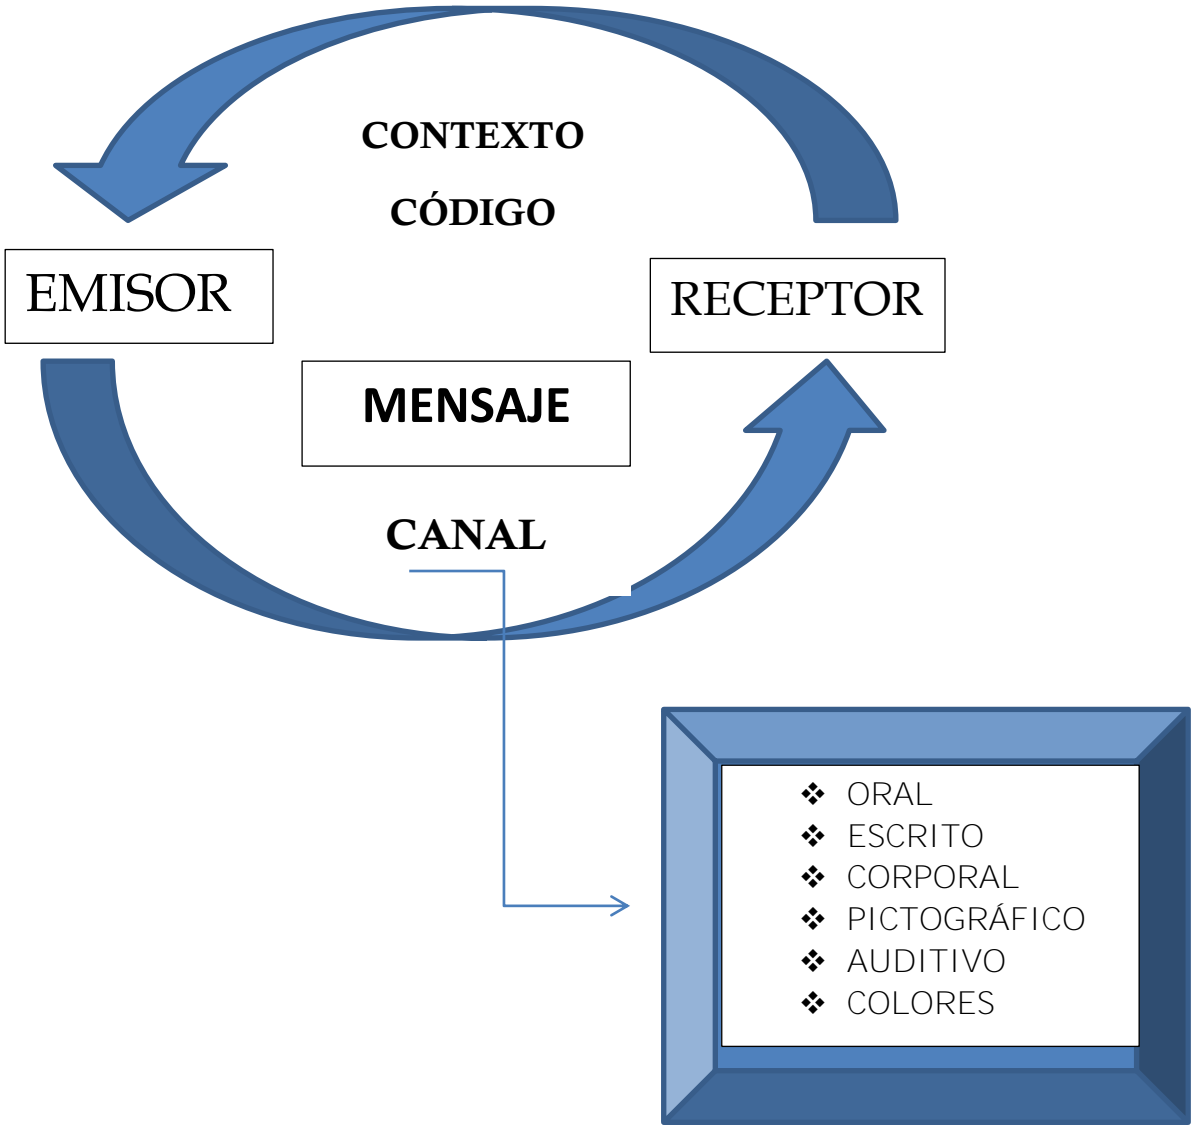 CONTEXTO
CÓDIGO
EMISOR
RECEPTOR
MENSAJE
CANAL
❖ ORAL
❖ ESCRITO
❖ CORPORAL
❖ PICTOGRÁFICO
❖ AUDITIVO
❖ COLORES